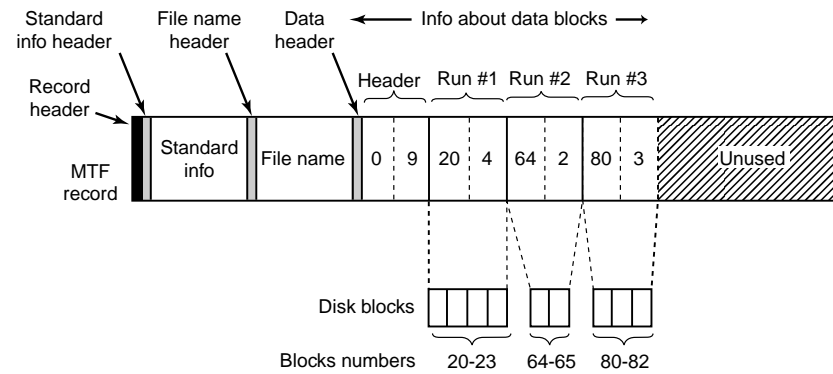 Standard
info header
File name
header
Data
header
Info about data blocks
Record
header
Header
Run #1
Run #2
Run #3
MTF
record
Standard
info
File name
0 9 20 4 64 2 80 3
Unused
Disk blocks
Blocks numbers 20-23 64-65 80-82